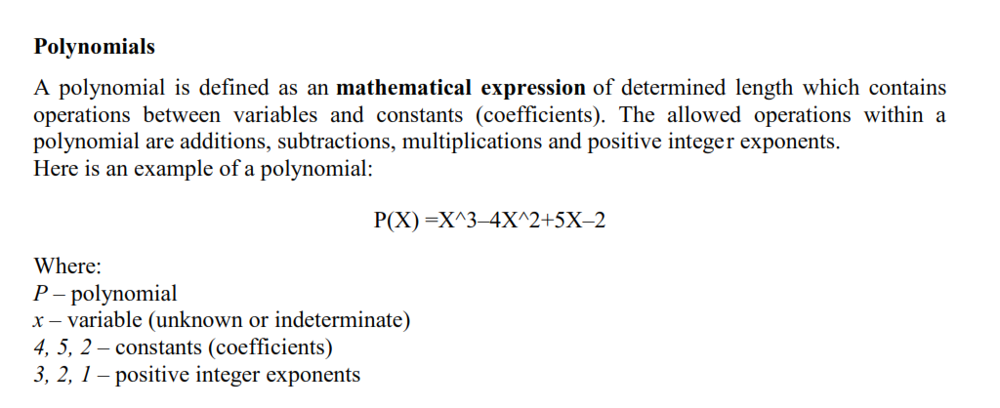 Polynomials
A polynomial is defined as an mathematical expression of determined length which contains
operations between variables and constants (coefficients). The allowed operations within a
polynomial are additions, subtractions, multiplications and positive integer exponents.
Here is an example of a polynomial:
P(X) =X^3–4X^2+5X–2
Where:
P – polynomial
x – variable (unknown or indeterminate)
4, 5, 2 – constants (coefficients)
3, 2, 1 – positive integer exponents